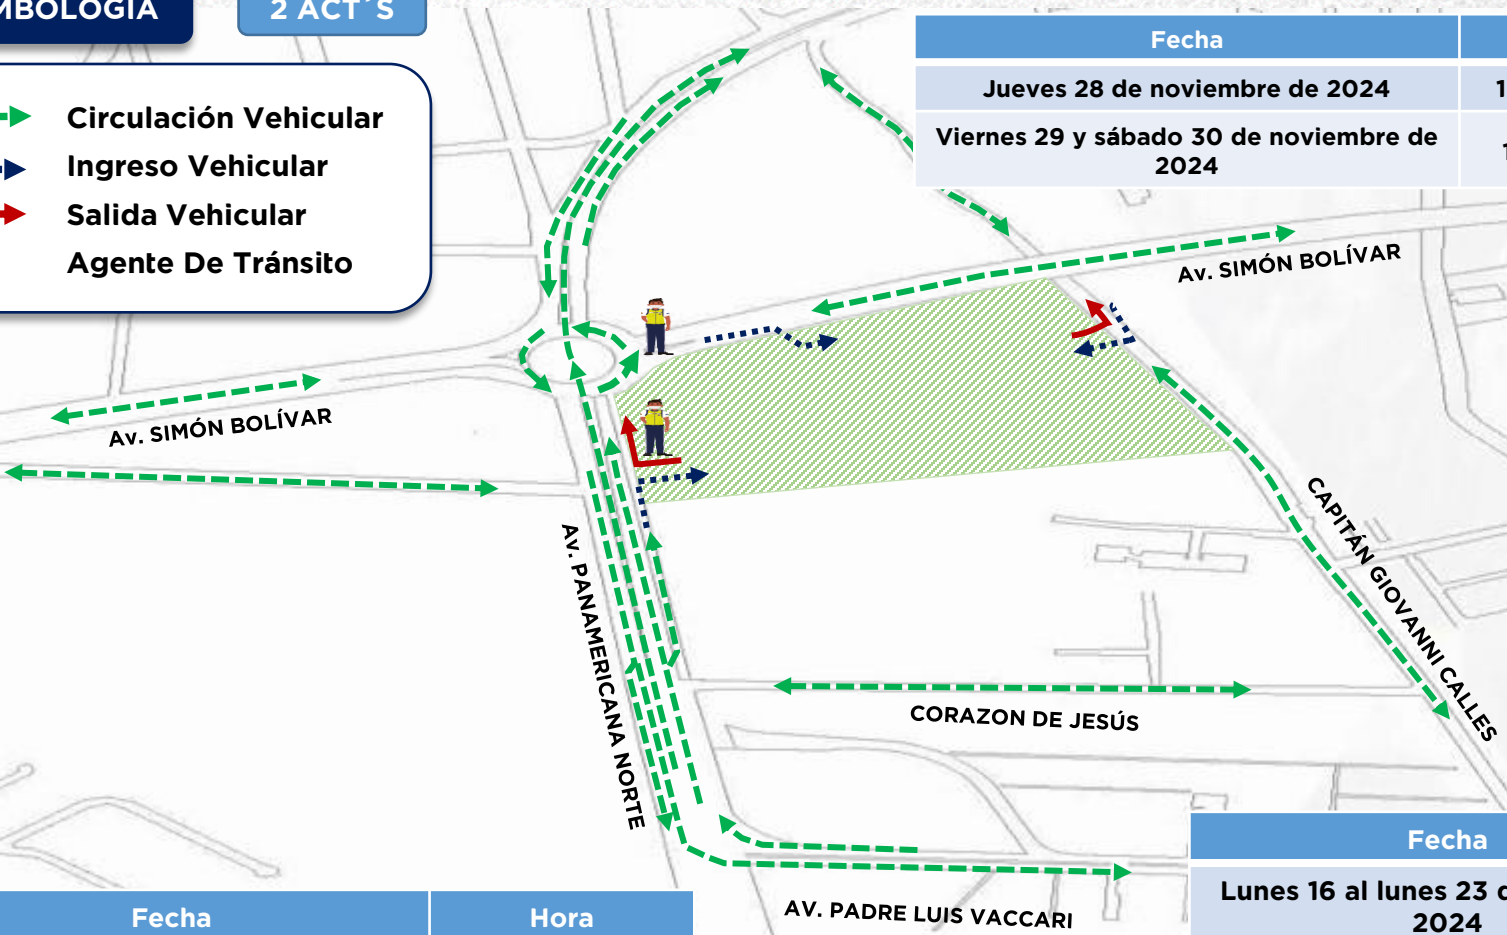 2 ACT´S
Circulación Vehicular
Ingreso Vehicular
Salida Vehicular
Agente De Tránsito
Fecha
Jueves 28 de noviembre de 2024
Viernes 29 y sábado 30 de noviembre de
2024
Av. SIMÓN BOLÍVAR
Av. SIMÓN BOLÍVAR
CAPITÁN GIOVANNI CALLES
Av. PANAMERICANA NORTE
CORAZON DE JESÚS
AV. PADRE LUIS VACCARI
Fecha
Hora
Fecha
Lunes 16 al lunes 23
2024